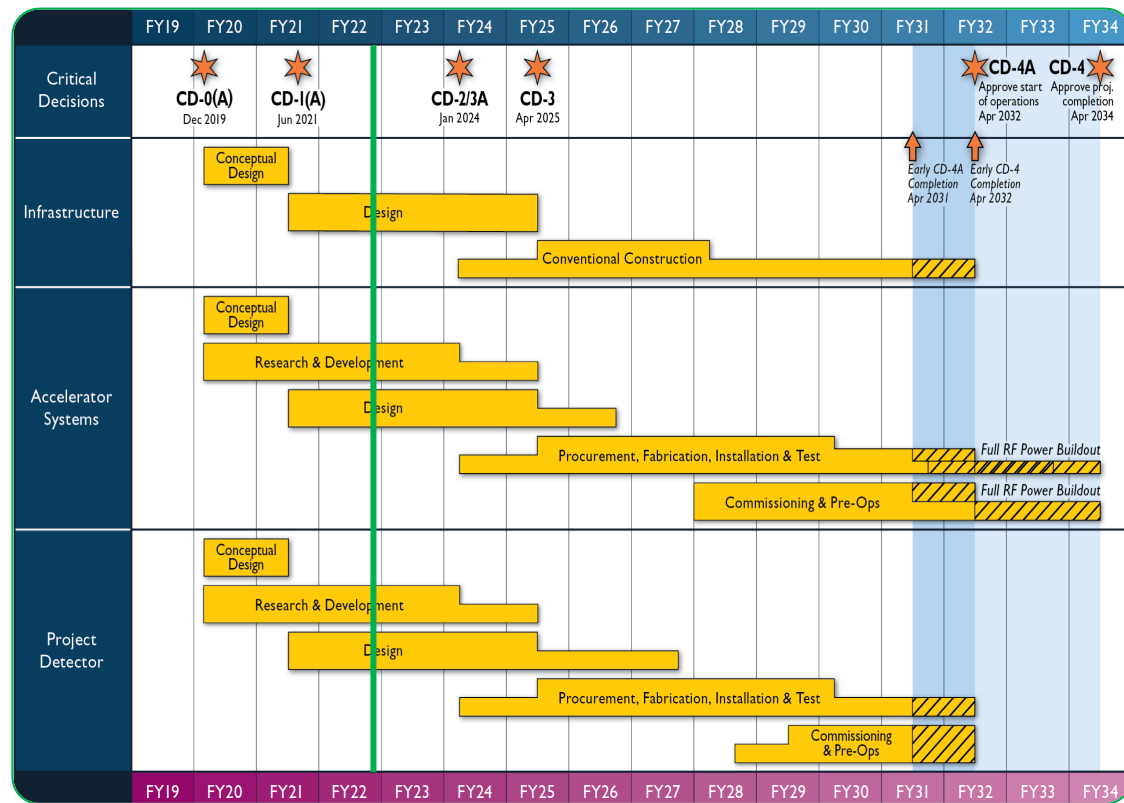 FY19 FY20 FY21 FY22 FY23 FY24 FY25 FY26 FY27 FY28 FY29 FY30 FY31 FY32 FY33 FY34
Critical
Decisions
CD-0(A)
Dec 2019
CD-1(A)
Jun 2021
CD-2/3A
Jan 2024
CD-3
Apr 2025
CD-4A
Approve start
of operations
Apr 2032
CD-4
Approve proj.
completion
Apr 2034
Early CD-4A
Completion
Apr 2031
Early CD-4
Completion
Apr 2032
Infrastructure
Conceptual
Design
Design
Conventional Construction
Accelerator
Systems
Conceptual
Design
Research & Development
Design
Procurement, Fabrication, Installation & Test
Full RF Power Buildout
Commissioning & Pre-Ops
Full RF Power Buildout
Project
Detector
Conceptual
Design
Research & Development
Design
Procurement, Fabrication, Installation & Test
Commissioning
& Pre-Ops
FY19 FY20 FY21 FY22 FY23 FY24 FY25 FY26 FY27 FY28 FY29 FY30 FY31 FY32 FY33 FY34